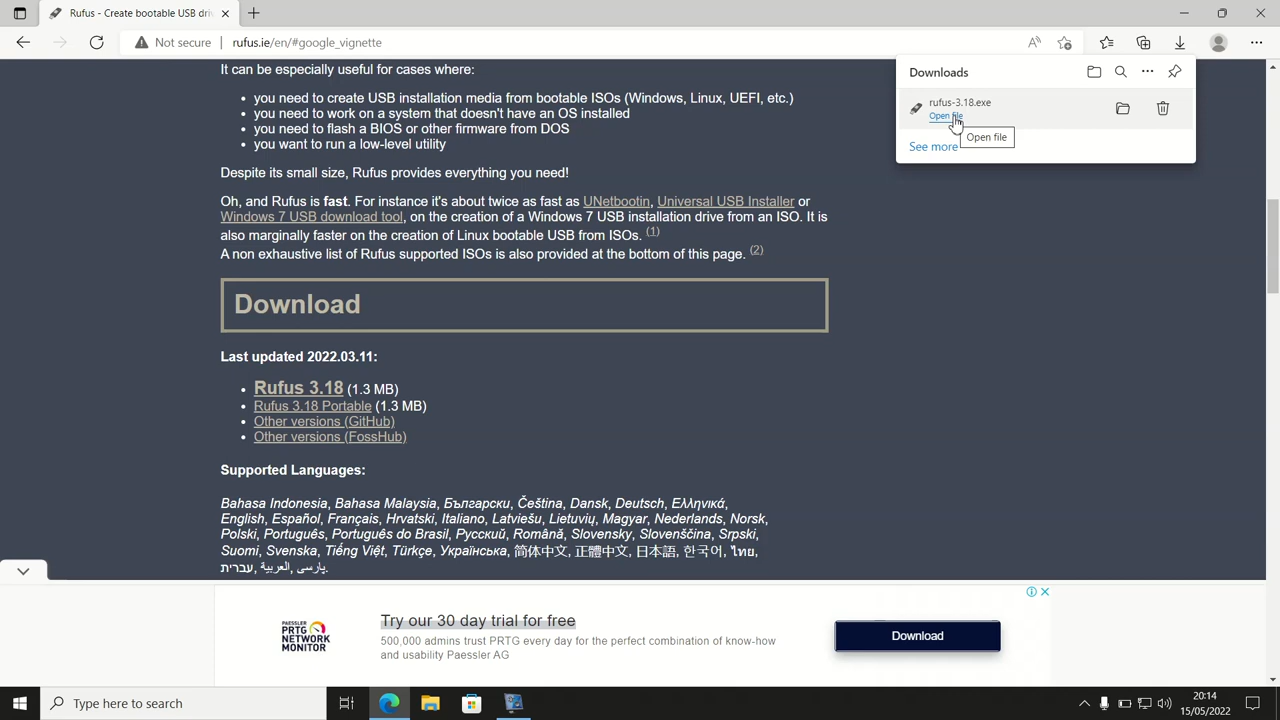 Rufus - Create bootable USB driv
Not secure
rufus.ie/en/#google_vignette
Downloads
rufus-3.18.exe
Open file
Open file
See more
It can be especially useful for cases where:
• you need to create USB installation media from bootable ISOs (Windows, Linux, UEFI, etc.)
• you need to work on a system that doesn't have an OS installed
• you need to flash a BIOS or other firmware from DOS
• you want to run a low-level utility
Despite its small size, Rufus provides everything you need!
Oh, and Rufus is fast. For instance it's about twice as fast as UNetbootin, Universal USB Installer or
Windows 7 USB download tool, on the creation of a Windows 7 USB installation drive from an ISO. It is
also marginally faster on the creation of Linux bootable USB from ISOs. (1)
A non exhaustive list of Rufus supported ISOs is also provided at the bottom of this page. (2)
Download
Last updated 2022.03.11:
• Rufus 3.18 (1.3 MB)
• Rufus 3.18 Portable (1.3 MB)
• Other versions (GitHub)
• Other versions (FossHub)
Supported Languages:
Bahasa Indonesia, Bahasa Malaysia, Български, Čeština, Dansk, Deutsch, Ελληνικά,
English, Español, Français, Hrvatski, Italiano, Latviešu, Lietuvių, Magyar, Nederlands, Norsk,
Polski, Português, Português do Brasil, Русский, Română, Slovensky, Slovenščina, Srpski,
Suomi, Svenska, Tiếng Việt, Türkçe, Українська, 简体中文, 正體中文, 日本語, 한국어, ไทย,
עברית, العربية, پارسی.
PAESSLER
PRTG
NETWORK
MONITOR
Try our 30 day trial for free
500,000 admins trust PRTG every day for the perfect combination of know-how
and usability Paessler AG
Download
Type here to search
20:14
15/05/2022